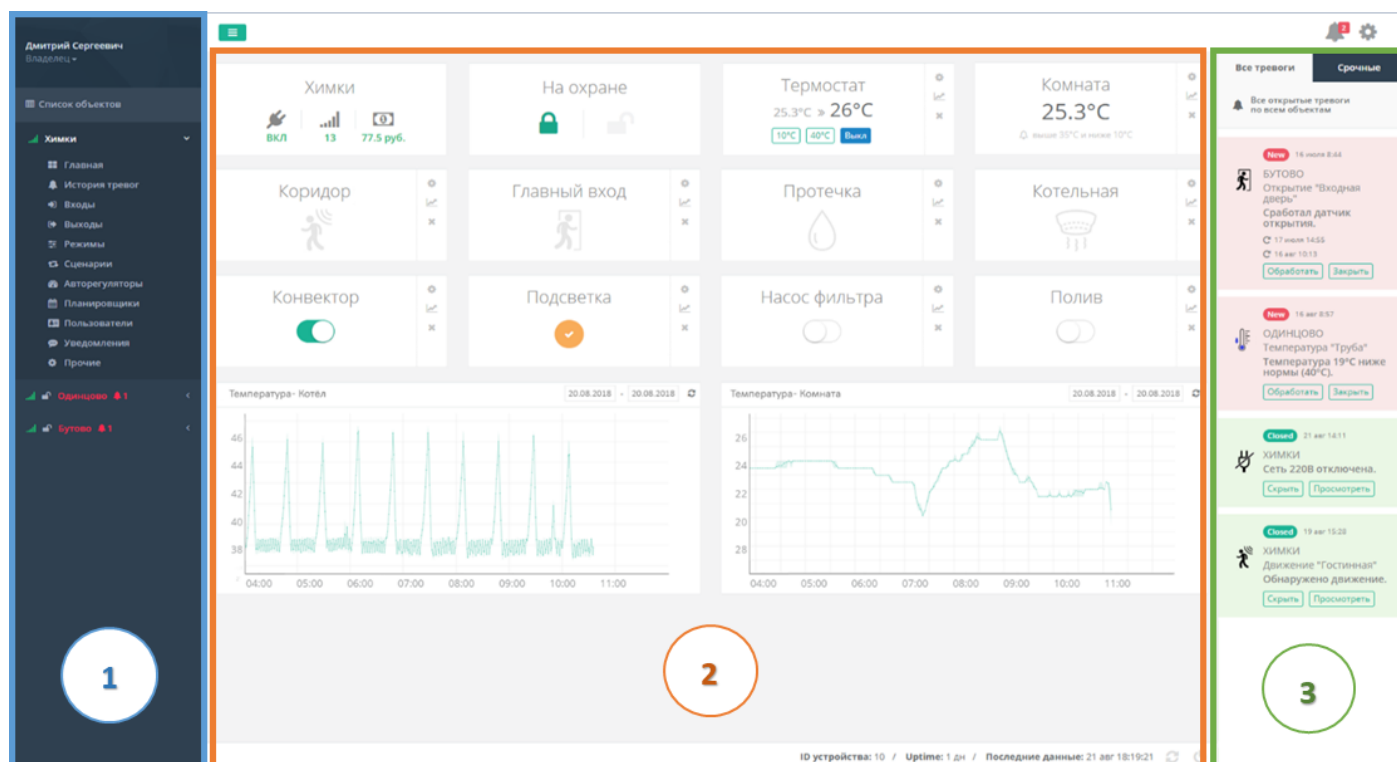 Дмитрий Сергеевич
Владелец
Список объектов
Химки
Главная
История тревог
Входы
Выходы
Режимы
Сценарии
Авторегуляторы
Планировщики
Пользователи
Уведомления
Прочие
Одинцово 1
Бутово 1
1
2
Химки
ВКЛ 13 77.5 руб.
На охране
Термостат
25.3°C » 26°C
10°C 40°C Выкл
Комната
25.3°C
выше 35°C и ниже 10°C
Коридор
Главный вход
Протечка
Котельная
Конвектор
Подсветка
Насос фильтра
Полив
Температура- Котёл 20.08.2018 - 20.08.2018
46
44
42
40
38
04:00 05:00 06:00 07:00 08:00 09:00 10:00 11:00
Температура- Комната 20.08.2018 - 20.08.2018
26
24
22
20
28
04:00 05:00 06:00 07:00 08:00 09:00 10:00 11:00
2
ID устройства: 10 / Uptime: 1 дн / Последние данные: 21 авг 18:19:21
Все тревоги Срочные
Все открытые тревоги
по всем объектам
New 16 июля 8:44
БУТОВО
Открытие "Входная
дверь"
Сработал датчик
открытия.
17 июля 14:55
16 авг 10:13
Обработать Закрыть
New 16 авг 8:57
ОДИНЦОВО
Температура "Труба"
Температура 19°C ниже
нормы (40°C).
Обработать Закрыть
Closed 21 авг 14:11
ХИМКИ
Сеть 220В отключена.
Скрыть Просмотреть
Closed 19 авг 15:28
ХИМКИ
Движение "Гостинная"
Обнаружено движение.
Скрыть Просмотреть
3